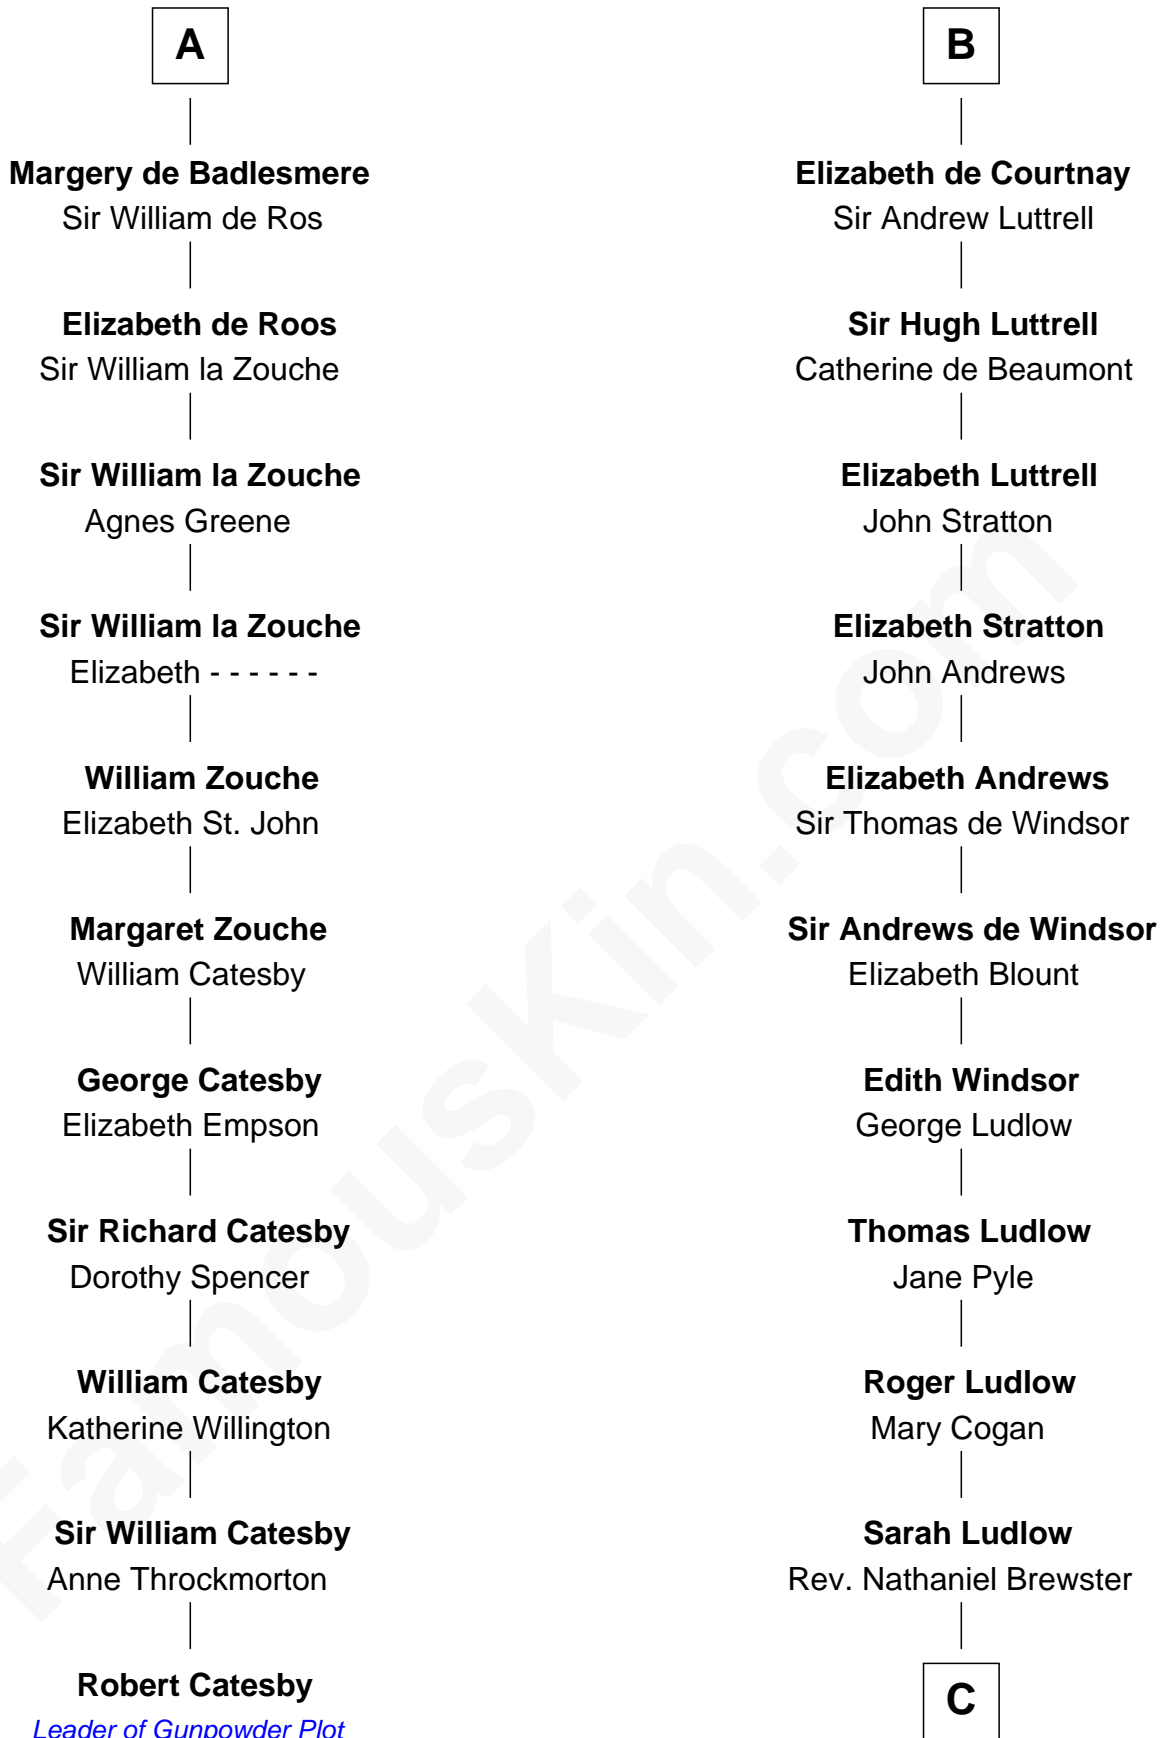 A
Margery de Badlesmere
Sir William de Ros
Elizabeth de Roos
Sir William la Zouche
Sir William la Zouche
Agnes Greene
Sir William la Zouche
Elizabeth - - - - - -
William Zouche
Elizabeth St. John
Margaret Zouche
William Catesby
George Catesby
Elizabeth Empson
Sir Richard Catesby
Dorothy Spencer
William Catesby
Katherine Willington
Sir William Catesby
Anne Throckmorton
Robert Catesby
Leader of Gunpowder Plot
B
Elizabeth de Courtnay
Sir Andrew Luttrell
Sir Hugh Luttrell
Catherine de Beaumont
Elizabeth Luttrell
John Stratton
Elizabeth Stratton
John Andrews
Elizabeth Andrews
Sir Thomas de Windsor
Sir Andrews de Windsor
Elizabeth Blount
Edith Windsor
George Ludlow
Thomas Ludlow
Jane Pyle
Roger Ludlow
Mary Cogan
Sarah Ludlow
Rev. Nathaniel Brewster
C
FamousKin.com